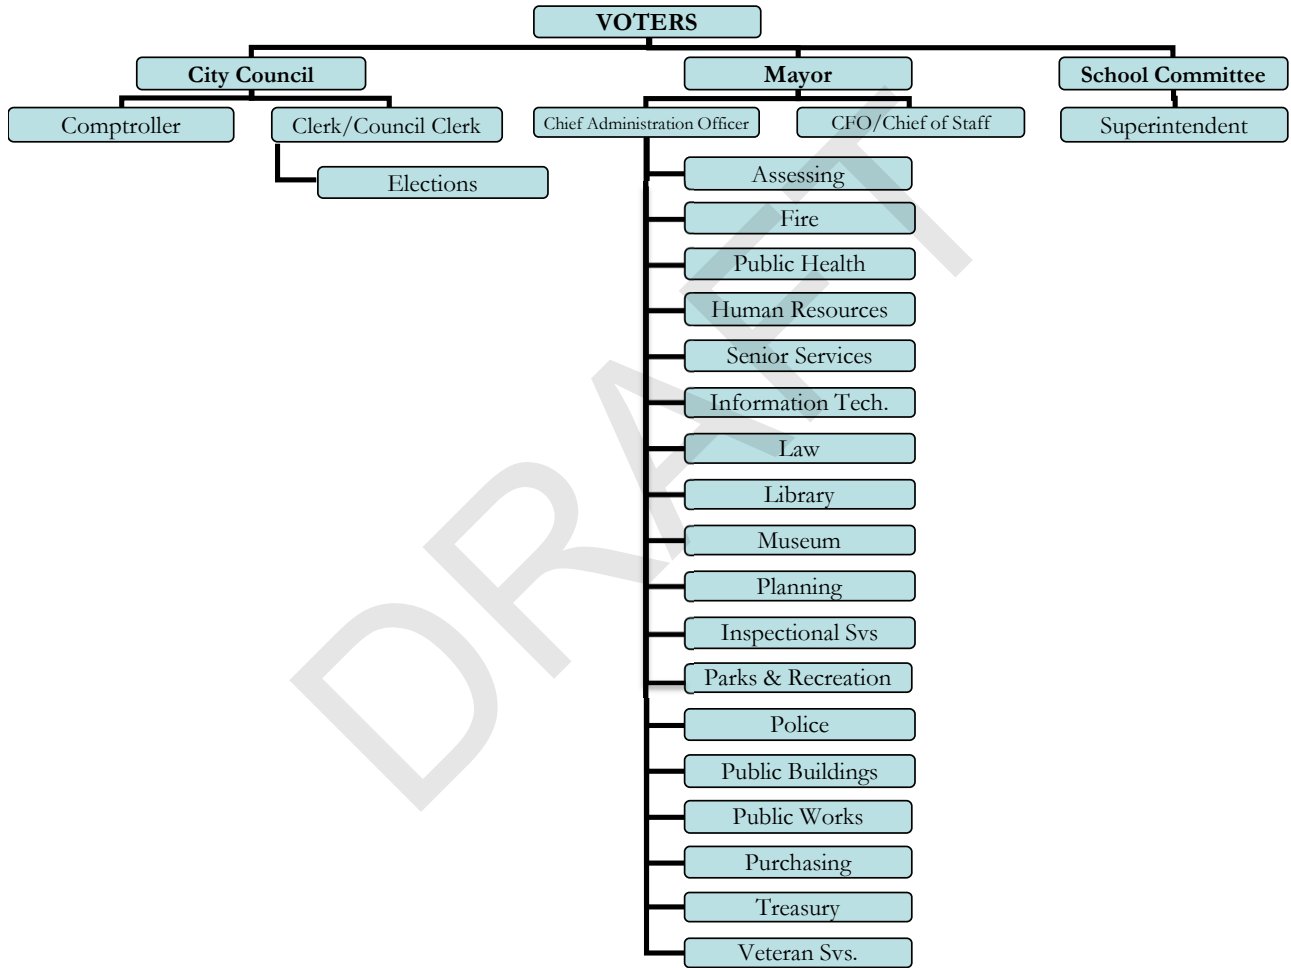 VOTERS
City Council
Mayor
School Committee
Comptroller
Clerk/Council Clerk
Chief Administration Officer
CFO/Chief of Staff
Superintendent
Elections
Assessing
Fire
Public Health
Human Resources
Senior Services
Information Tech.
Law
Library
Museum
Planning
Inspectional Svs
Parks & Recreation
Police
Public Buildings
Public Works
Purchasing
Treasury
Veteran Svs.
DRAFT